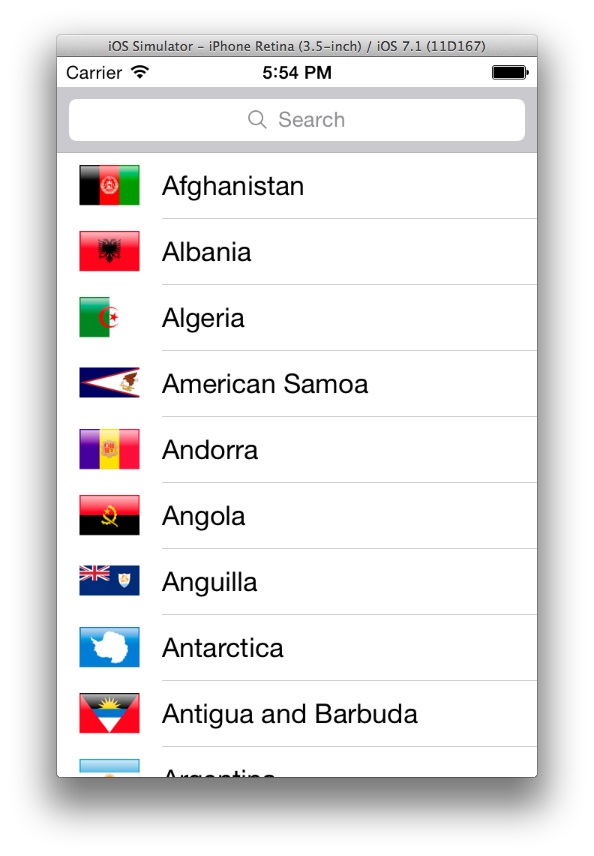 iOS Simulator – iPhone Retina (3.5-inch) / iOS 7.1 (11D167)
Carrier 5:54 PM
Search
Afghanistan
Albania
Algeria
American Samoa
Andorra
Angola
Anguilla
Antarctica
Antigua and Barbuda
Argentina